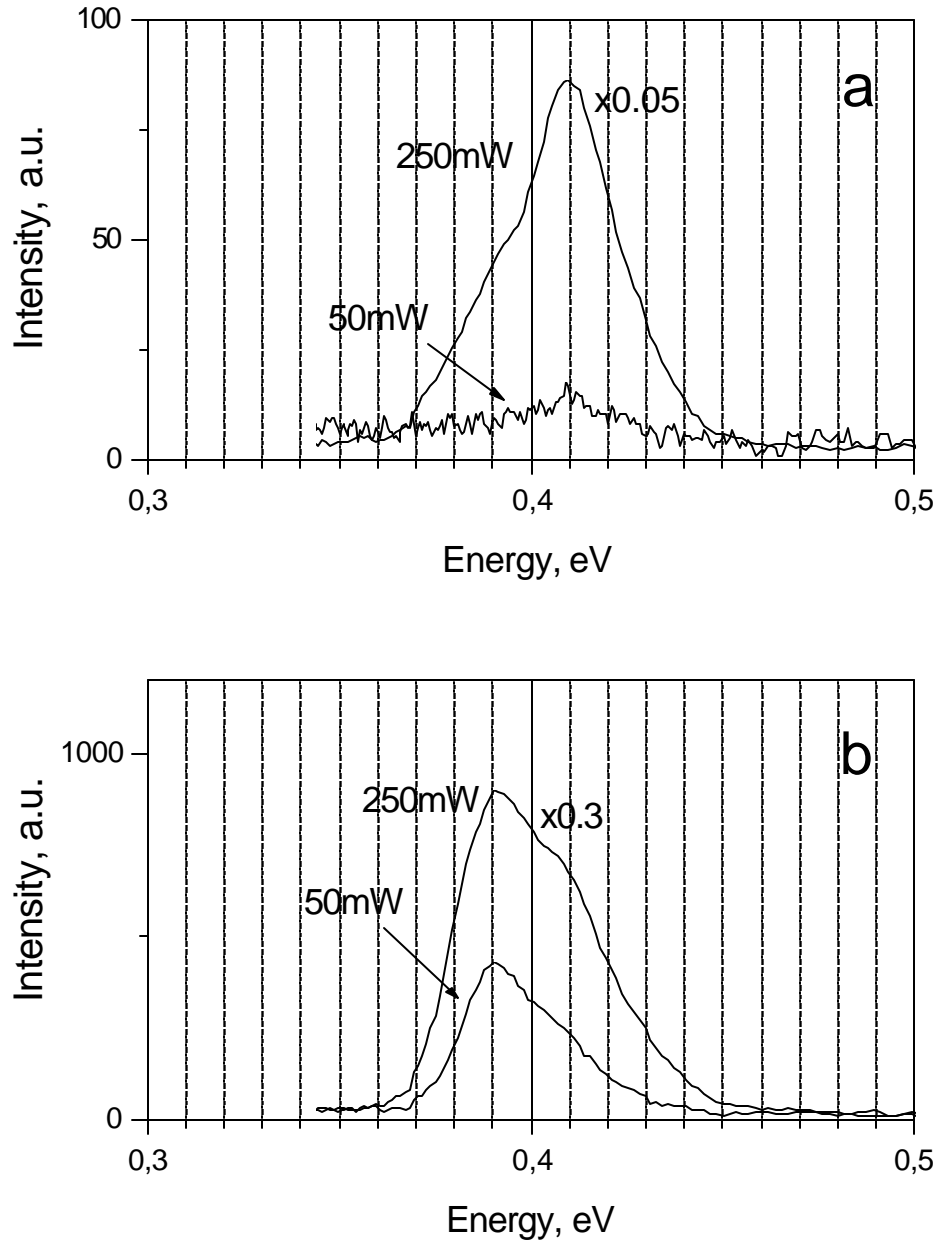 100
a
x0.05
250mW
50
50mW
0
0,3
0,4
0,5
Intensity, a.u.
Energy, eV
1000
b
250mW
x0.3
50mW
0
0,3
0,4
0,5
Intensity, a.u.
Energy, eV